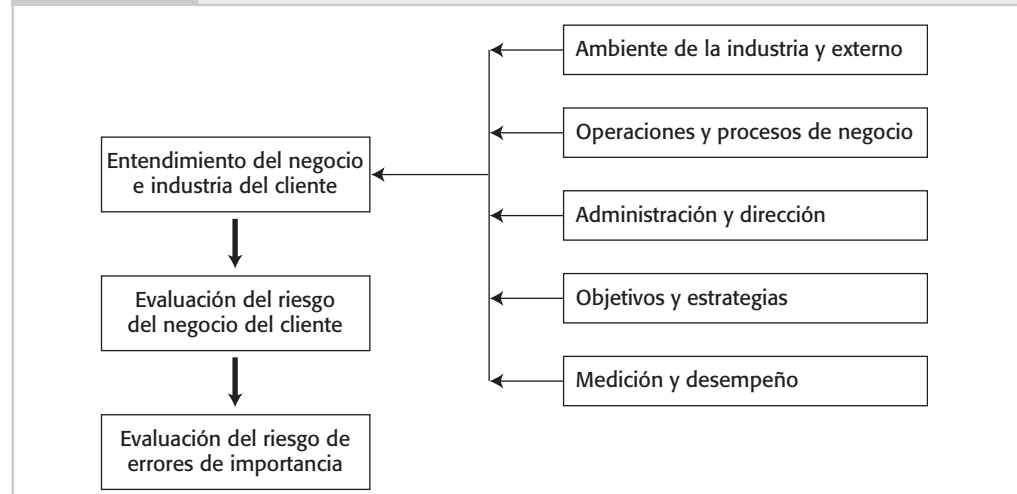 Ambiente de la industria y externo
Operaciones y procesos de negocio
Entendimiento del negocio
e industria del cliente
Administración y dirección
Evaluación del riesgo
del negocio del cliente
Objetivos y estrategias
Medición y desempeño
Evaluación del riesgo de
errores de importancia